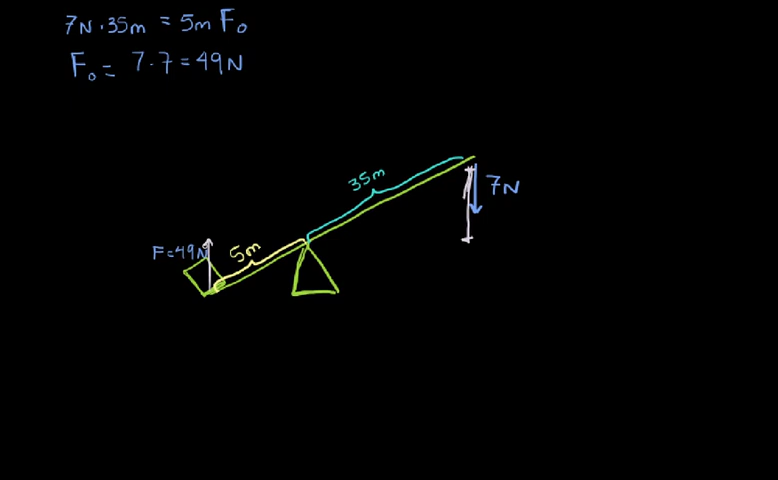 7N · 35m = 5m F₀
F₀ = 7 · 7 = 49N
35m
7N
F=49N
5m